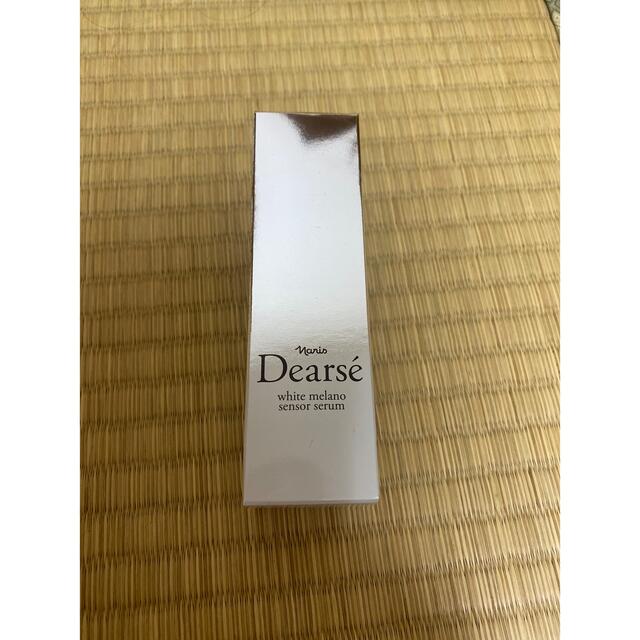 Naris
Dearsé
white melano
sensor serum